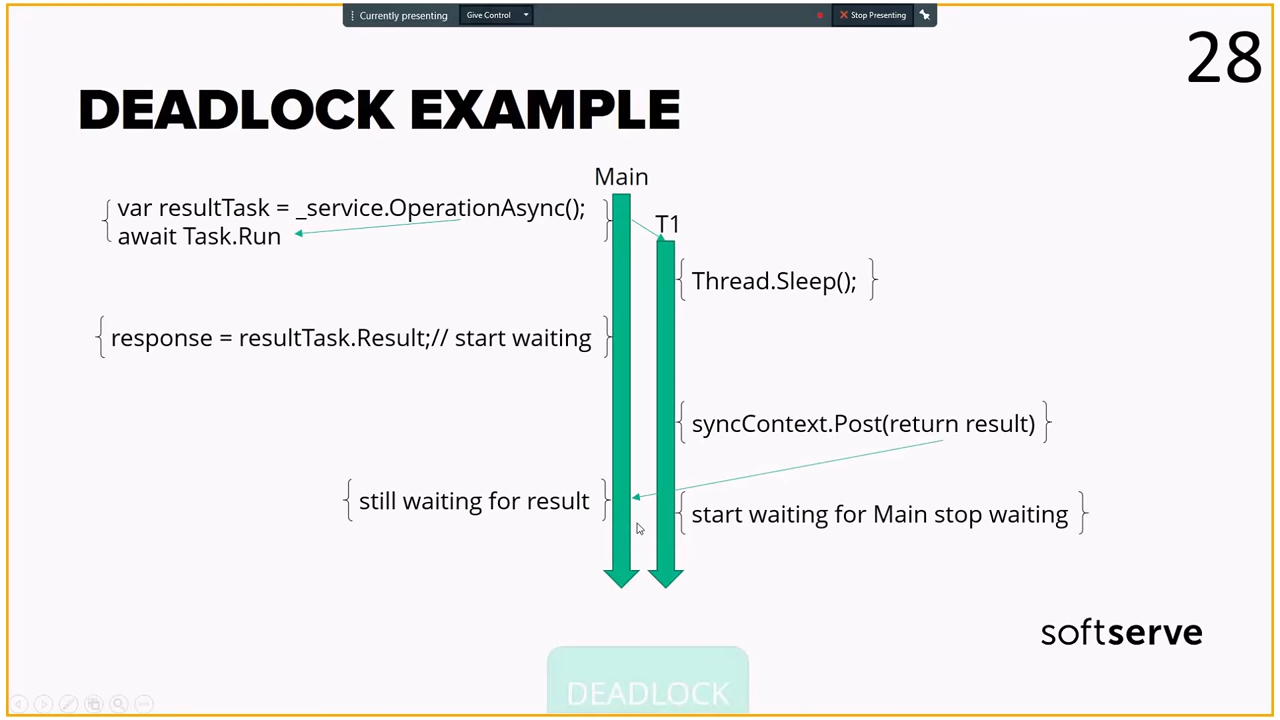 Currently presenting
Give Control
Stop Presenting
28
DEADLOCK EXAMPLE
Main
var resultTask = _service.OperationAsync();
await Task.Run
T1
Thread.Sleep();
response = resultTask.Result;// start waiting
syncContext.Post(return result)
still waiting for result
start waiting for Main stop waiting
softserve
DEADLOCK